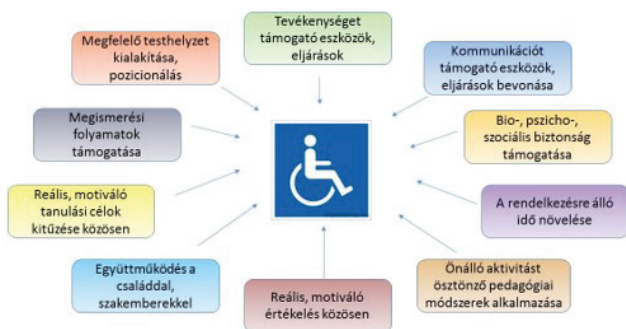 Tevékenységet
támogató eszközök,
eljárások
Megfelelő testhelyzet
kialakítása,
pozicionálás
Kommunikációt
támogató eszközök,
eljárások bevonása
Megismerési
folyamatok
támogatása
Bio-, pszicho-,
szociális biztonság
támogatása
Reális, motiváló
tanulási célok
kitűzése közösen
A rendelkezésre álló
idő növelése
Együttműködés a
családdal,
szakemberekkel
Reális, motiváló
értékelés közösen
Önálló aktivitást
ösztönző pedagógiai
módszerek alkalmazása